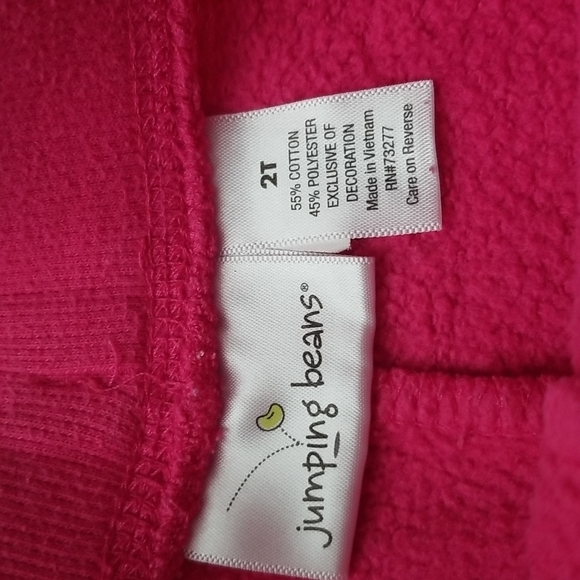 2T
55% COTTON
45% POLYESTER
EXCLUSIVE OF
DECORATION
Made in Vietnam
RN#73277
Care on Reverse
jumping beans®